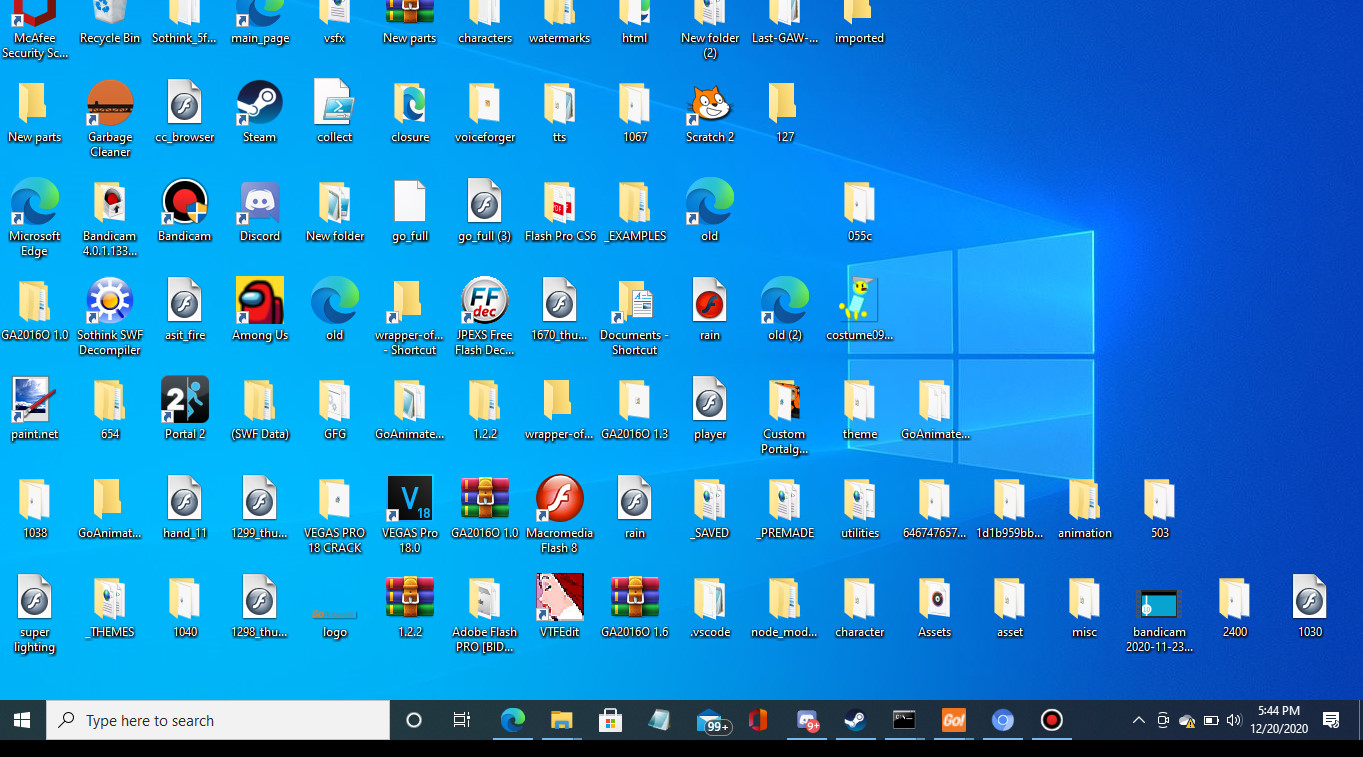 McAfee Security Sc...
Recycle Bin
Sothink_5f...
main_page
vsfx
New parts
characters
watermarks
html
New folder (2)
Last-GAW-...
imported
New parts
Garbage Cleaner
cc_browser
Steam
collect
closure
voiceforger
tts
1067
Scratch 2
127
Microsoft Edge
Bandicam 4.0.1.133...
Bandicam
Discord
New folder
go_full
go_full (3)
Flash Pro CS6
_EXAMPLES
old
055c
GA2016O 1.0
Sothink SWF Decompiler
asit_fire
Among Us
old
wrapper-of... - Shortcut
FF dec
JPEXS Free Flash Dec...
1670_thu...
Documents - Shortcut
rain
old (2)
costume09...
paint.net
654
2
Portal 2
(SWF Data)
GFG
GoAnimate...
1.2.2
wrapper-of...
GA2016O 1.3
player
Custom Portalg...
theme
GoAnimate...
1038
GoAnimat...
hand_11
1299_thu...
VEGAS PRO 18 CRACK
V 18
VEGAS Pro 18.0
GA2016O 1.0
Macromedia Flash 8
rain
_SAVED
_PREMADE
utilities
646747657...
1d1b959bb...
animation
503
super lighting
_THEMES
1040
1298_thu...
logo
1.2.2
Adobe Flash PRO [BID...
VTFEdit
GA2016O 1.6
.vscode
node_mod...
character
Assets
asset
misc
bandicam 2020-11-23...
2400
1030
Type here to search
99+
9+
Go!
5:44 PM
12/20/2020